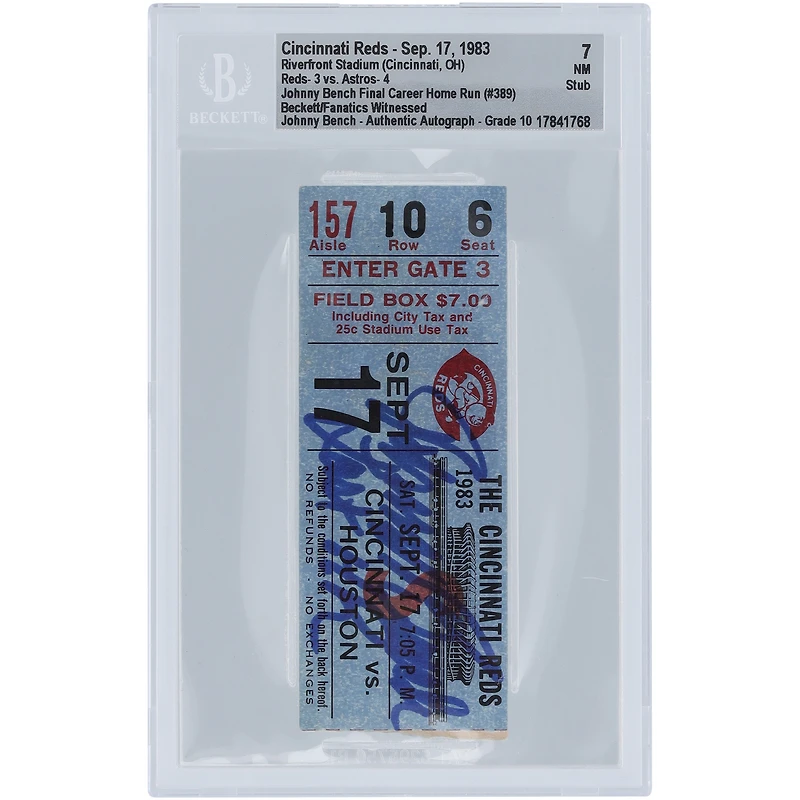 BECKETT®
Cincinnati Reds - Sep. 17, 1983
Riverfront Stadium (Cincinnati, OH)
Reds- 3 vs. Astros- 4
Johnny Bench Final Career Home Run (#389)
Beckett/Fanatics Witnessed
Johnny Bench - Authentic Autograph - Grade 10 17841768
7
NM
Stub
157 10 6
Aisle Row Seat
ENTER GATE 3
FIELD BOX $7.00
Including City Tax and
25c Stadium Use Tax
CINCINNATI
REDS
THE CINCINNATI REDS
1983
SEPT
17
SAT SEPT. 17 7:05 P. M.
CINCINNATI VS.
HOUSTON
Subject to the conditions set forth on the back hereof.
NO REFUNDS - NO EXCHANGES